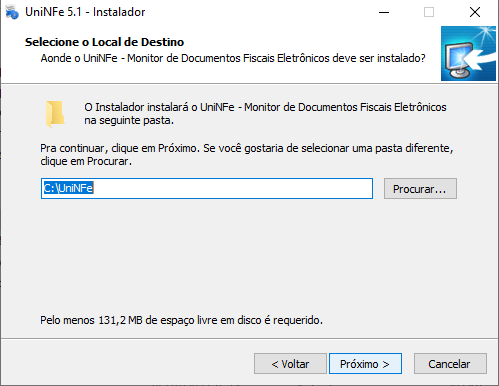 UniNFe 5.1 - Instalador
Selecione o Local de Destino
Aonde o UniNFe - Monitor de Documentos Fiscais Eletrônicos deve ser instalado?
O Instalador instalará o UniNFe - Monitor de Documentos Fiscais Eletrônicos
na seguinte pasta.
Pra continuar, clique em Próximo. Se você gostaria de selecionar uma pasta diferente,
clique em Procurar.
C:\UniNFe
Procurar...
Pelo menos 131,2 MB de espaço livre em disco é requerido.
< Voltar
Próximo >
Cancelar